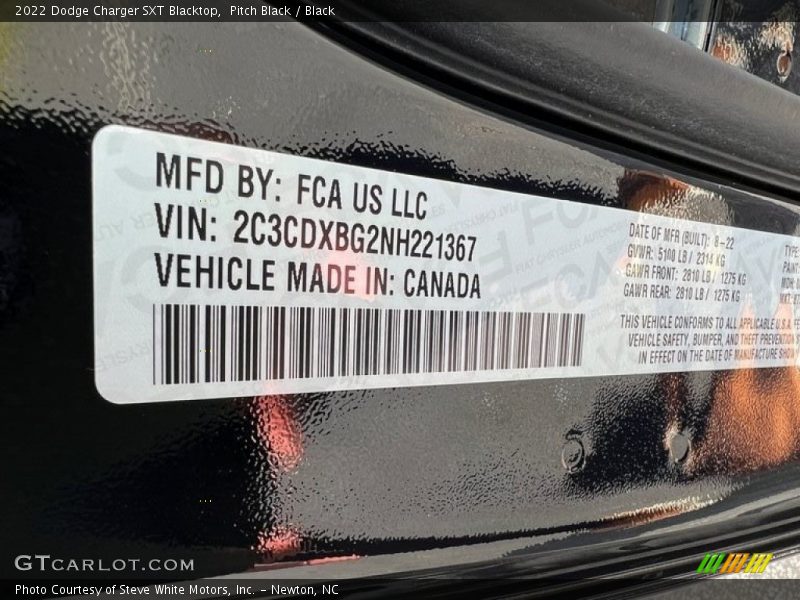 2022 Dodge Charger SXT Blacktop, Pitch Black / Black
MFD BY: FCA US LLC
VIN: 2C3CDXBG2NH221367
VEHICLE MADE IN: CANADA
DATE OF MFR (BUILT): 8-22
GVWR: 5100 LB / 2314 KG
GAWR FRONT: 2810 LB / 1275 KG
GAWR REAR: 2810 LB / 1275 KG
THIS VEHICLE CONFORMS TO ALL APPLICABLE U.S.A.
VEHICLE SAFETY, BUMPER, AND THEFT PREVENTION
IN EFFECT ON THE DATE OF MANUFACTURE SHOWN
TYPE:
PAINT:
GTCARLOT.COM
Photo Courtesy of Steve White Motors, Inc. – Newton, NC